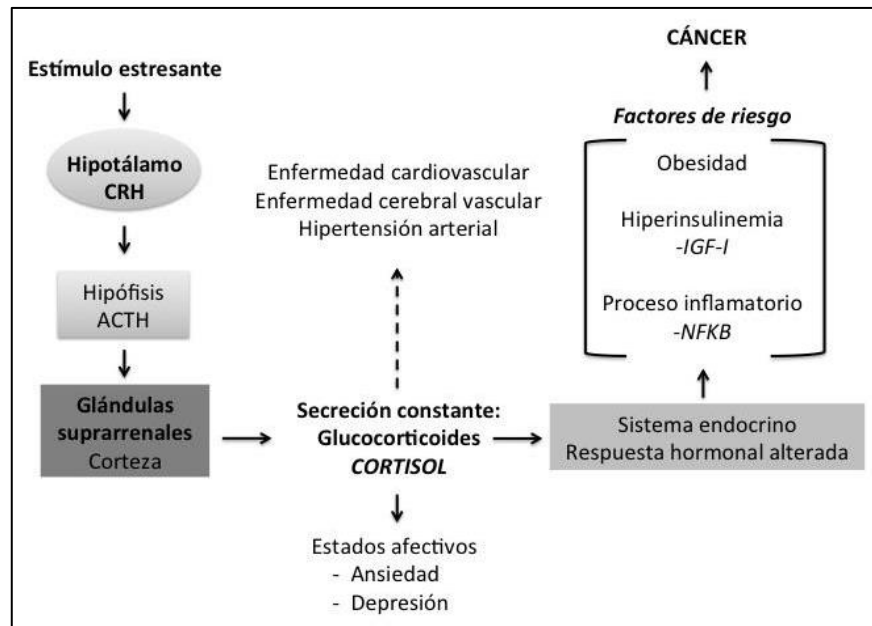 Estímulo estresante
Hipotálamo
CRH
Hipófisis
ACTH
Glándulas
suprarrenales
Corteza
Enfermedad cardiovascular
Enfermedad cerebral vascular
Hipertensión arterial
Secreción constante:
Glucocorticoides
CORTISOL
Estados afectivos
- Ansiedad
- Depresión
CÁNCER
Factores de riesgo
Obesidad
Hiperinsulinemia
-IGF-I
Proceso inflamatorio
-NFKB
Sistema endocrino
Respuesta hormonal alterada